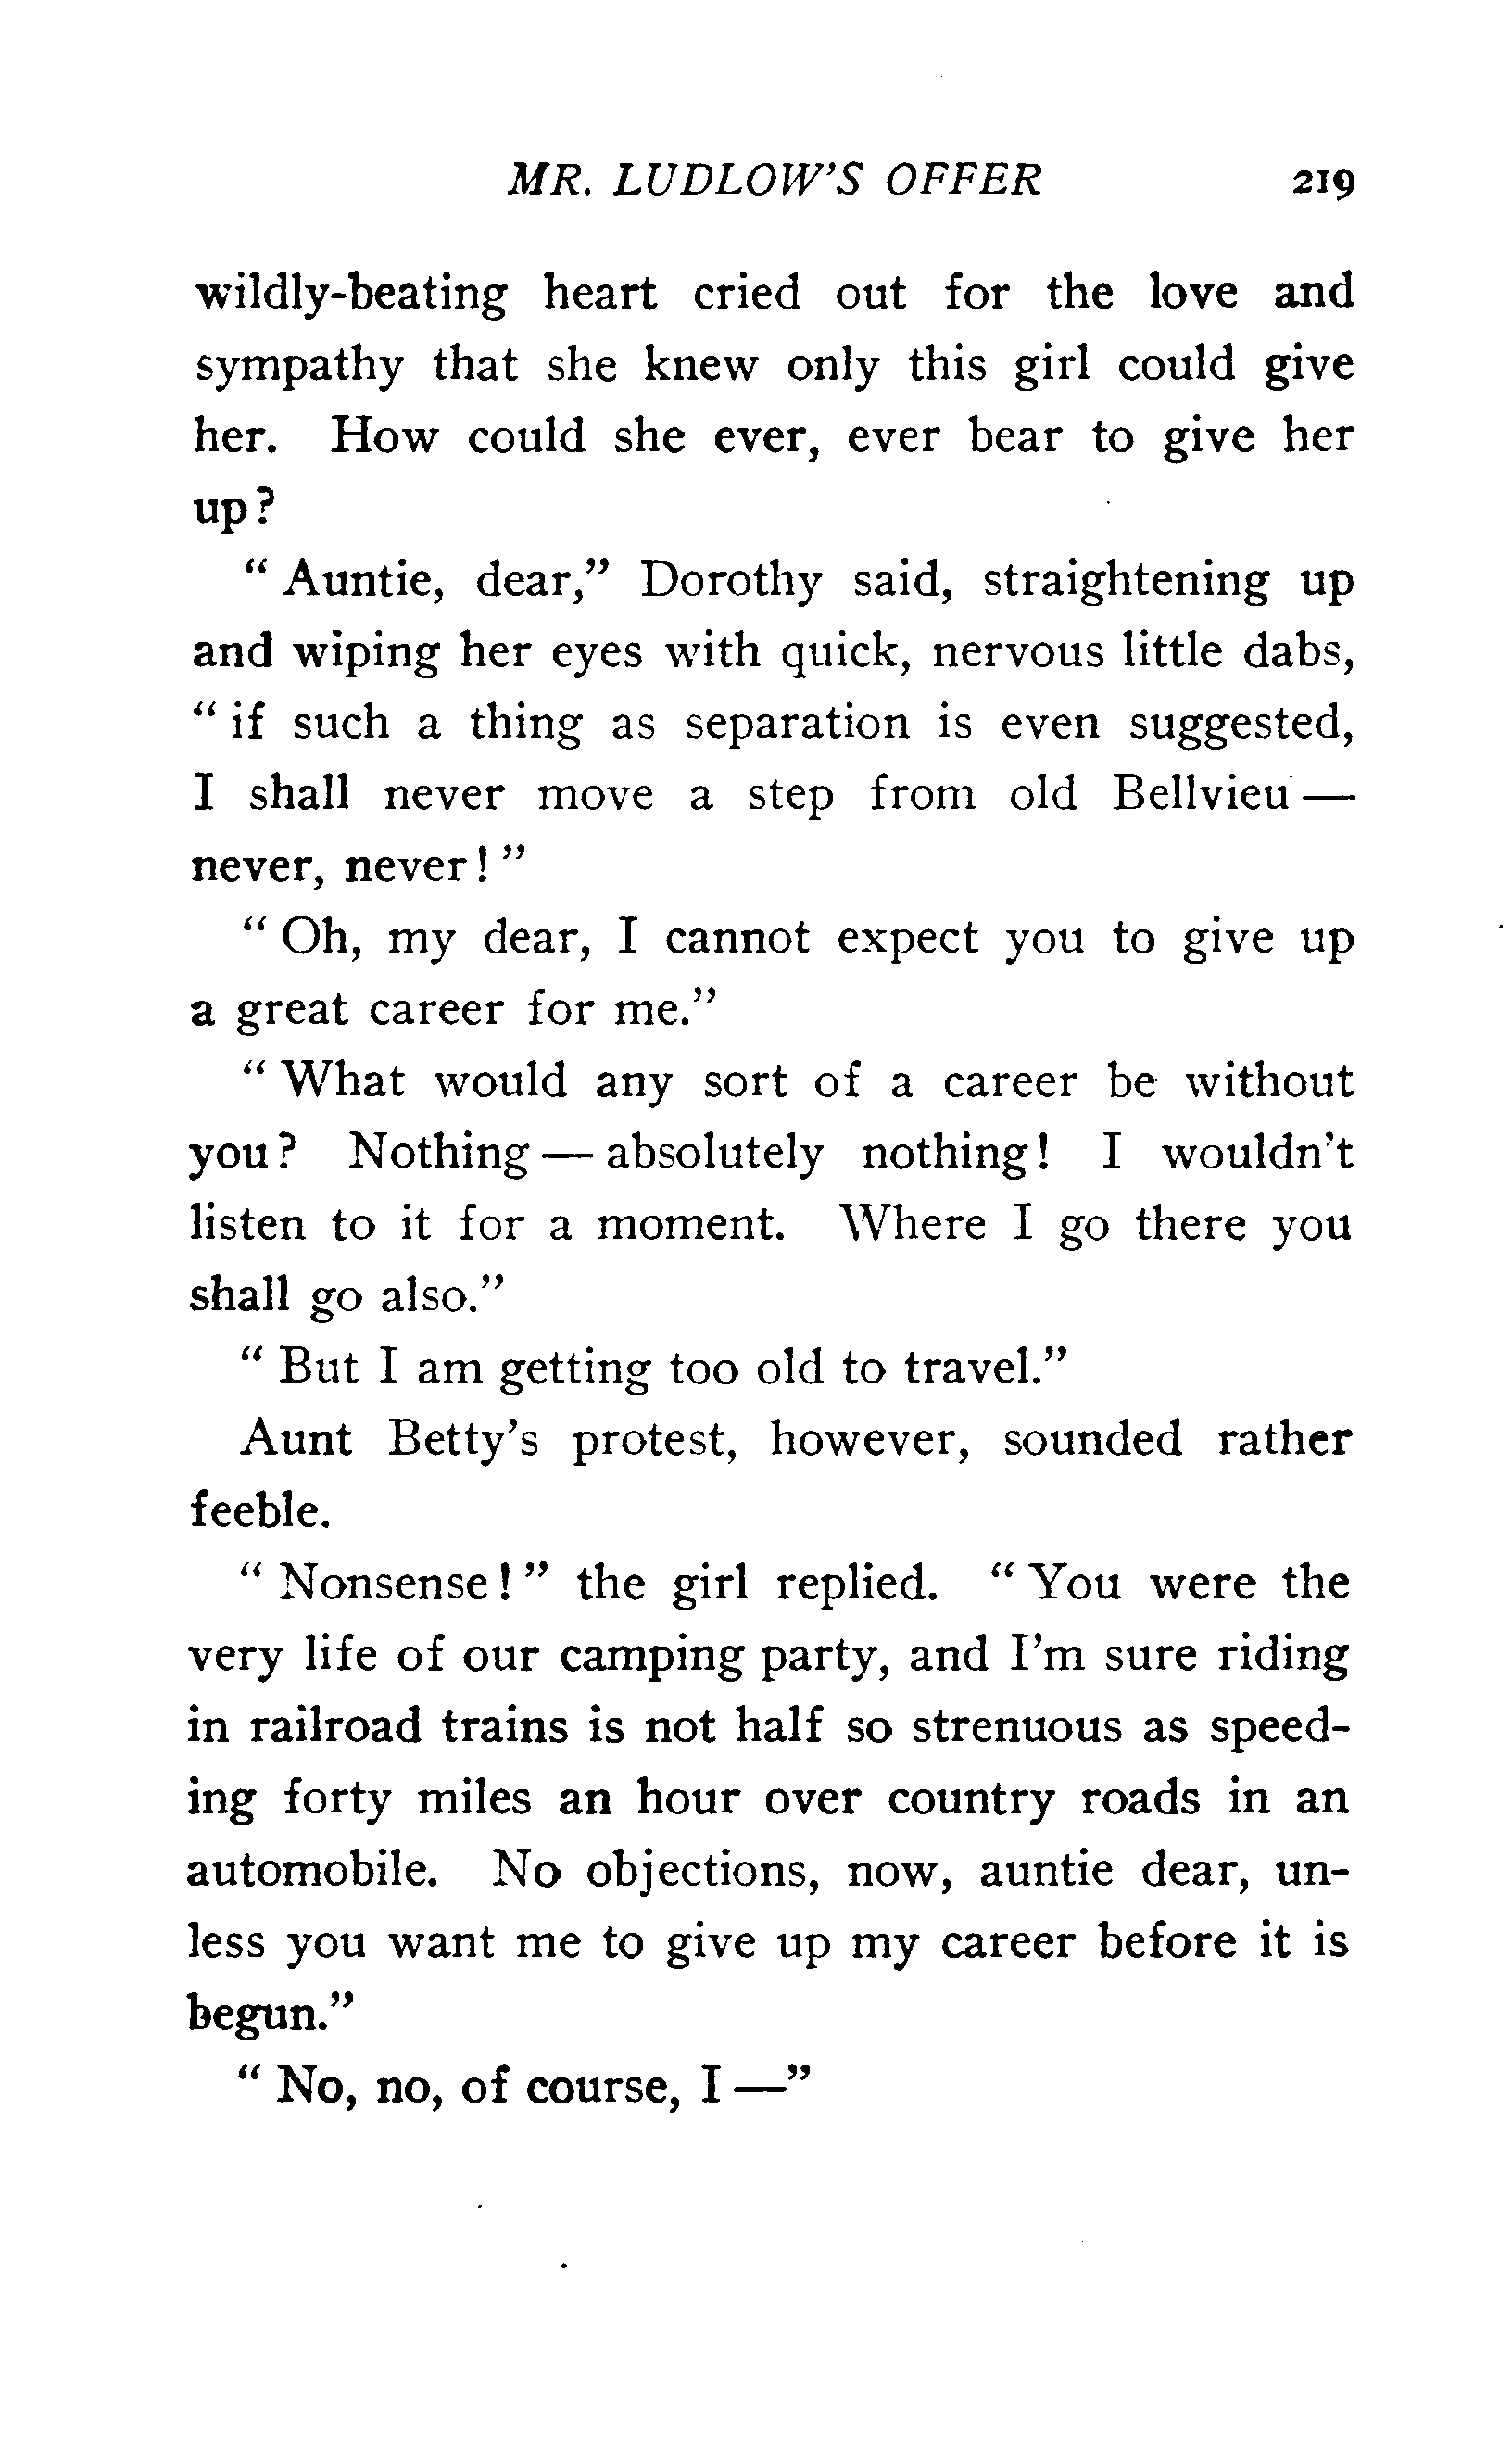 MR. LUDLOW'S OFFER 219
wildly-beating heart cried out for the love and
sympathy that she knew only this girl could give
her. How could she ever, ever bear to give her
up?
“ Auntie, dear,” Dorothy said, straightening up
and wiping her eyes with quick, nervous little dabs,
“ if such a thing as separation is even suggested,
I shall never move a step from old Bellvieu —
never, never! ”
“ Oh, my dear, I cannot expect you to give up
a great career for me.”
“ What would any sort of a career be without
you? Nothing — absolutely nothing! I wouldn't
listen to it for a moment. Where I go there you
shall go also.”
“ But I am getting too old to travel.”
Aunt Betty's protest, however, sounded rather
feeble.
“ Nonsense! ” the girl replied. “ You were the
very life of our camping party, and I'm sure riding
in railroad trains is not half so strenuous as speed-
ing forty miles an hour over country roads in an
automobile. No objections, now, auntie dear, un-
less you want me to give up my career before it is
begun.”
“ No, no, of course, I —”